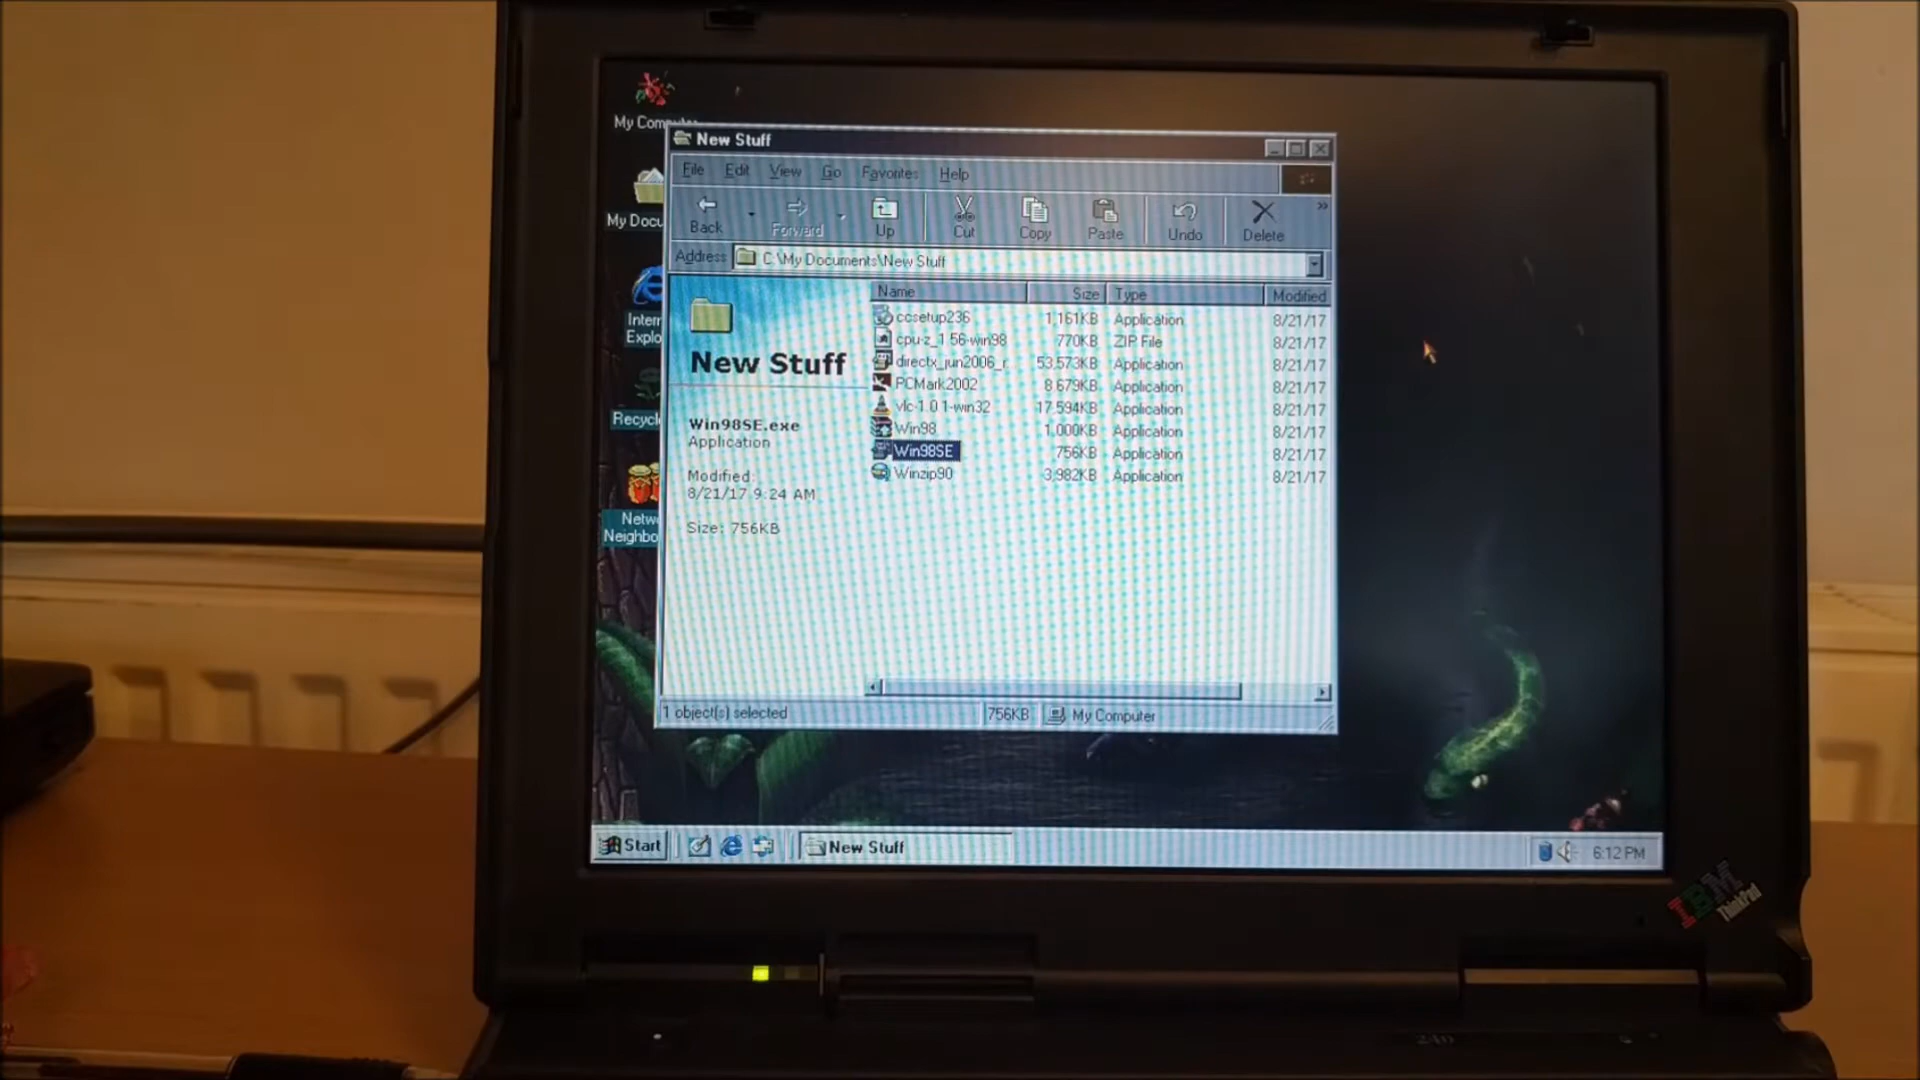 My Computer
My Docu
Intern
Explo
Recycle
Netwo
Neighbo
New Stuff
File Edit View Go Favorites Help
Back Forward Up Cut Copy Paste Undo Delete »
Address C:\My Documents\New Stuff
Name Size Type Modified
ccsetup236 1,161KB Application 8/21/17
cpu-z_1 56-win98 770KB ZIP File 8/21/17
directx_jun2006_r 53,573KB Application 8/21/17
PCMark2002 8,679KB Application 8/21/17
vlc-1.0.1-win32 17,594KB Application 8/21/17
Win98 1,000KB Application 8/21/17
Win98SE 756KB Application 8/21/17
Winzip90 3,982KB Application 8/21/17
New Stuff
Win98SE.exe
Application
Modified:
8/21/17 9:24 AM
Size: 756KB
1 object(s) selected 756KB My Computer
Start New Stuff 6:12 PM
IBM
ThinkPad
240